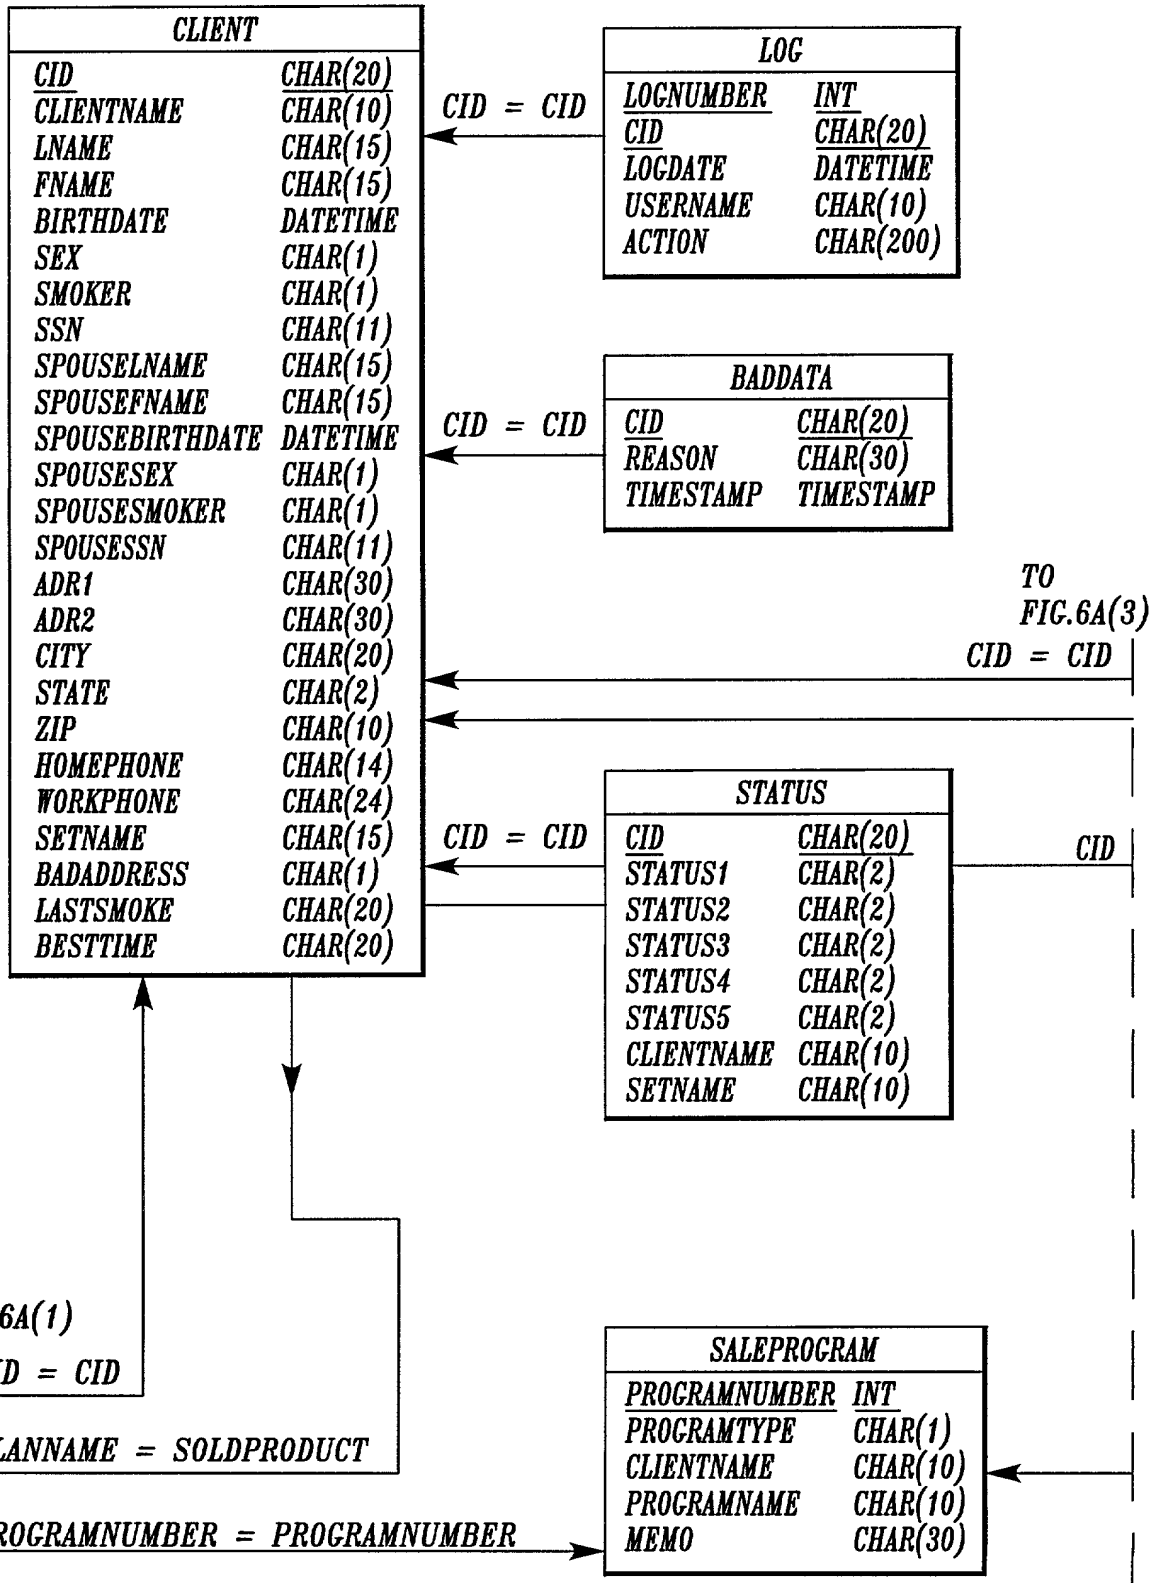 CLIENT
CID CHAR(20)
CLIENTNAME CHAR(10)
LNAME CHAR(15)
FNAME CHAR(15)
BIRTHDATE DATETIME
SEX CHAR(1)
SMOKER CHAR(1)
SSN CHAR(11)
SPOUSELNAME CHAR(15)
SPOUSEFNAME CHAR(15)
SPOUSEBIRTHDATE DATETIME
SPOUSESEX CHAR(1)
SPOUSESMOKER CHAR(1)
SPOUSESSN CHAR(11)
ADR1 CHAR(30)
ADR2 CHAR(30)
CITY CHAR(20)
STATE CHAR(2)
ZIP CHAR(10)
HOMEPHONE CHAR(14)
WORKPHONE CHAR(24)
SETNAME CHAR(15)
BADADDRESS CHAR(1)
LASTSMOKE CHAR(20)
BESTTIME CHAR(20)
CID = CID
LOG
LOGNUMBER INT
CID CHAR(20)
LOGDATE DATETIME
USERNAME CHAR(10)
ACTION CHAR(200)
CID = CID
BADDATA
CID CHAR(20)
REASON CHAR(30)
TIMESTAMP TIMESTAMP
TO
FIG.6A(3)
CID = CID
CID = CID
STATUS
CID CHAR(20)
STATUS1 CHAR(2)
STATUS2 CHAR(2)
STATUS3 CHAR(2)
STATUS4 CHAR(2)
STATUS5 CHAR(2)
CLIENTNAME CHAR(10)
SETNAME CHAR(10)
CID
6A(1)
ID = CID
LANNAME = SOLDPRODUCT
ROGRAMNUMBER = PROGRAMNUMBER
SALEPROGRAM
PROGRAMNUMBER INT
PROGRAMTYPE CHAR(1)
CLIENTNAME CHAR(10)
PROGRAMNAME CHAR(10)
MEMO CHAR(30)